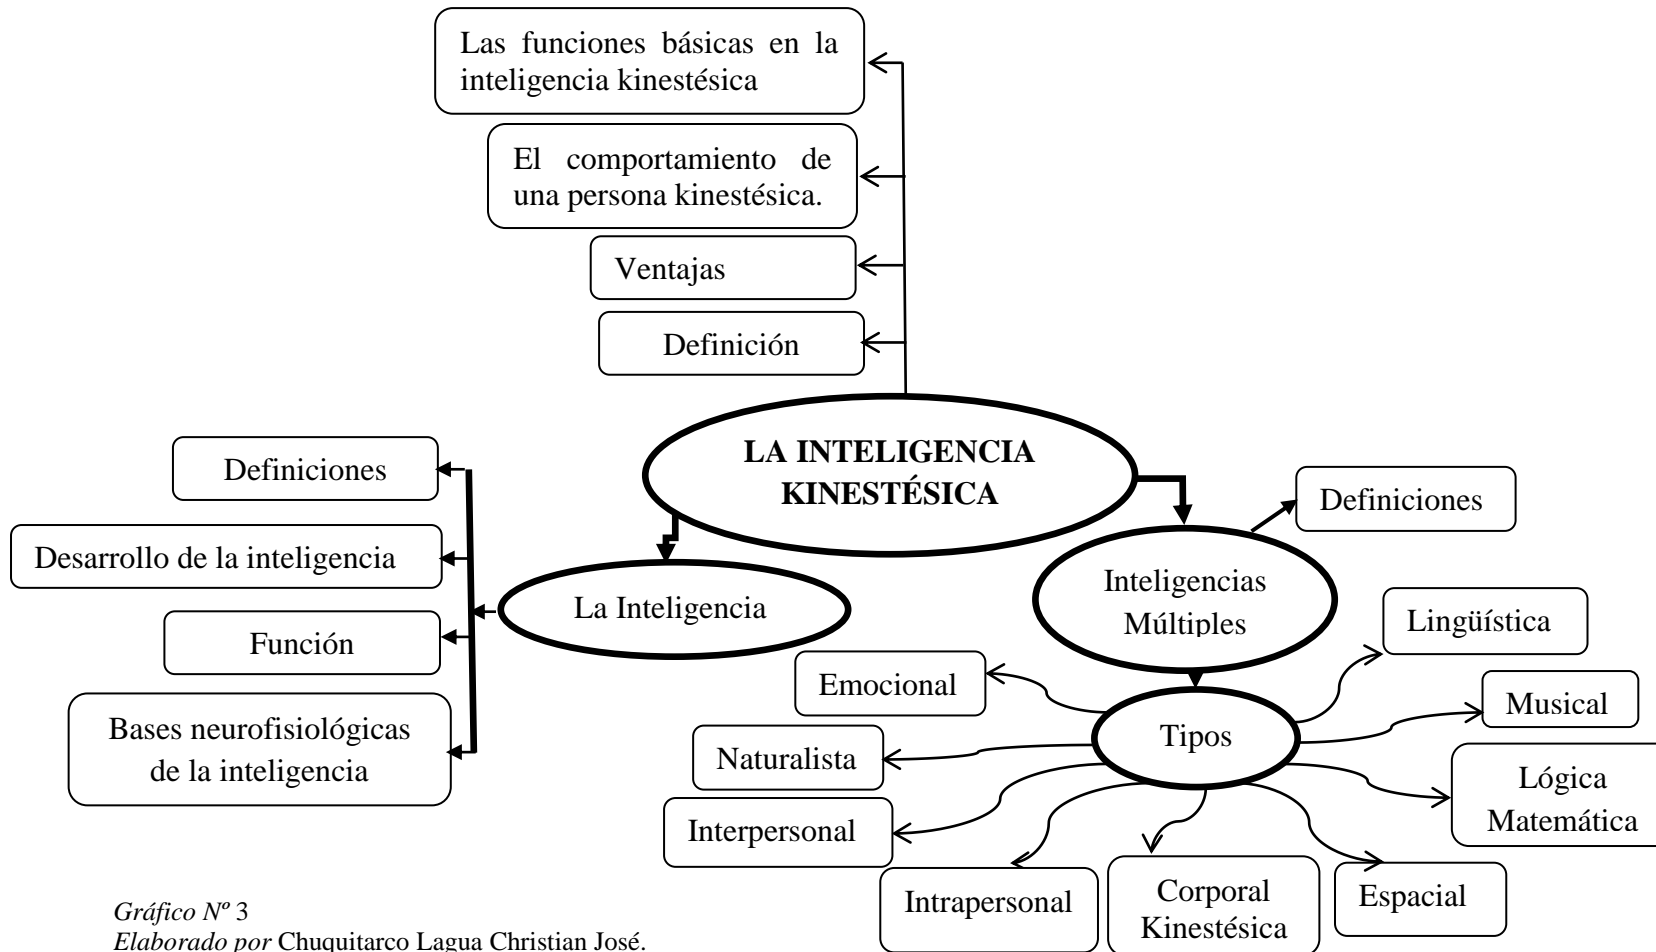 Las funciones básicas en la
inteligencia kinestésica
El comportamiento de
una persona kinestésica.
Ventajas
Definición
LA INTELIGENCIA
KINESTÉSICA
Definiciones
Desarrollo de la inteligencia
Función
Bases neurofisiológicas
de la inteligencia
La Inteligencia
Definiciones
Inteligencias
Múltiples
Tipos
Lingüística
Musical
Lógica
Matemática
Espacial
Corporal
Kinestésica
Intrapersonal
Interpersonal
Naturalista
Emocional
Gráfico Nº 3
Elaborado por Chuquitarco Lagua Christian José.